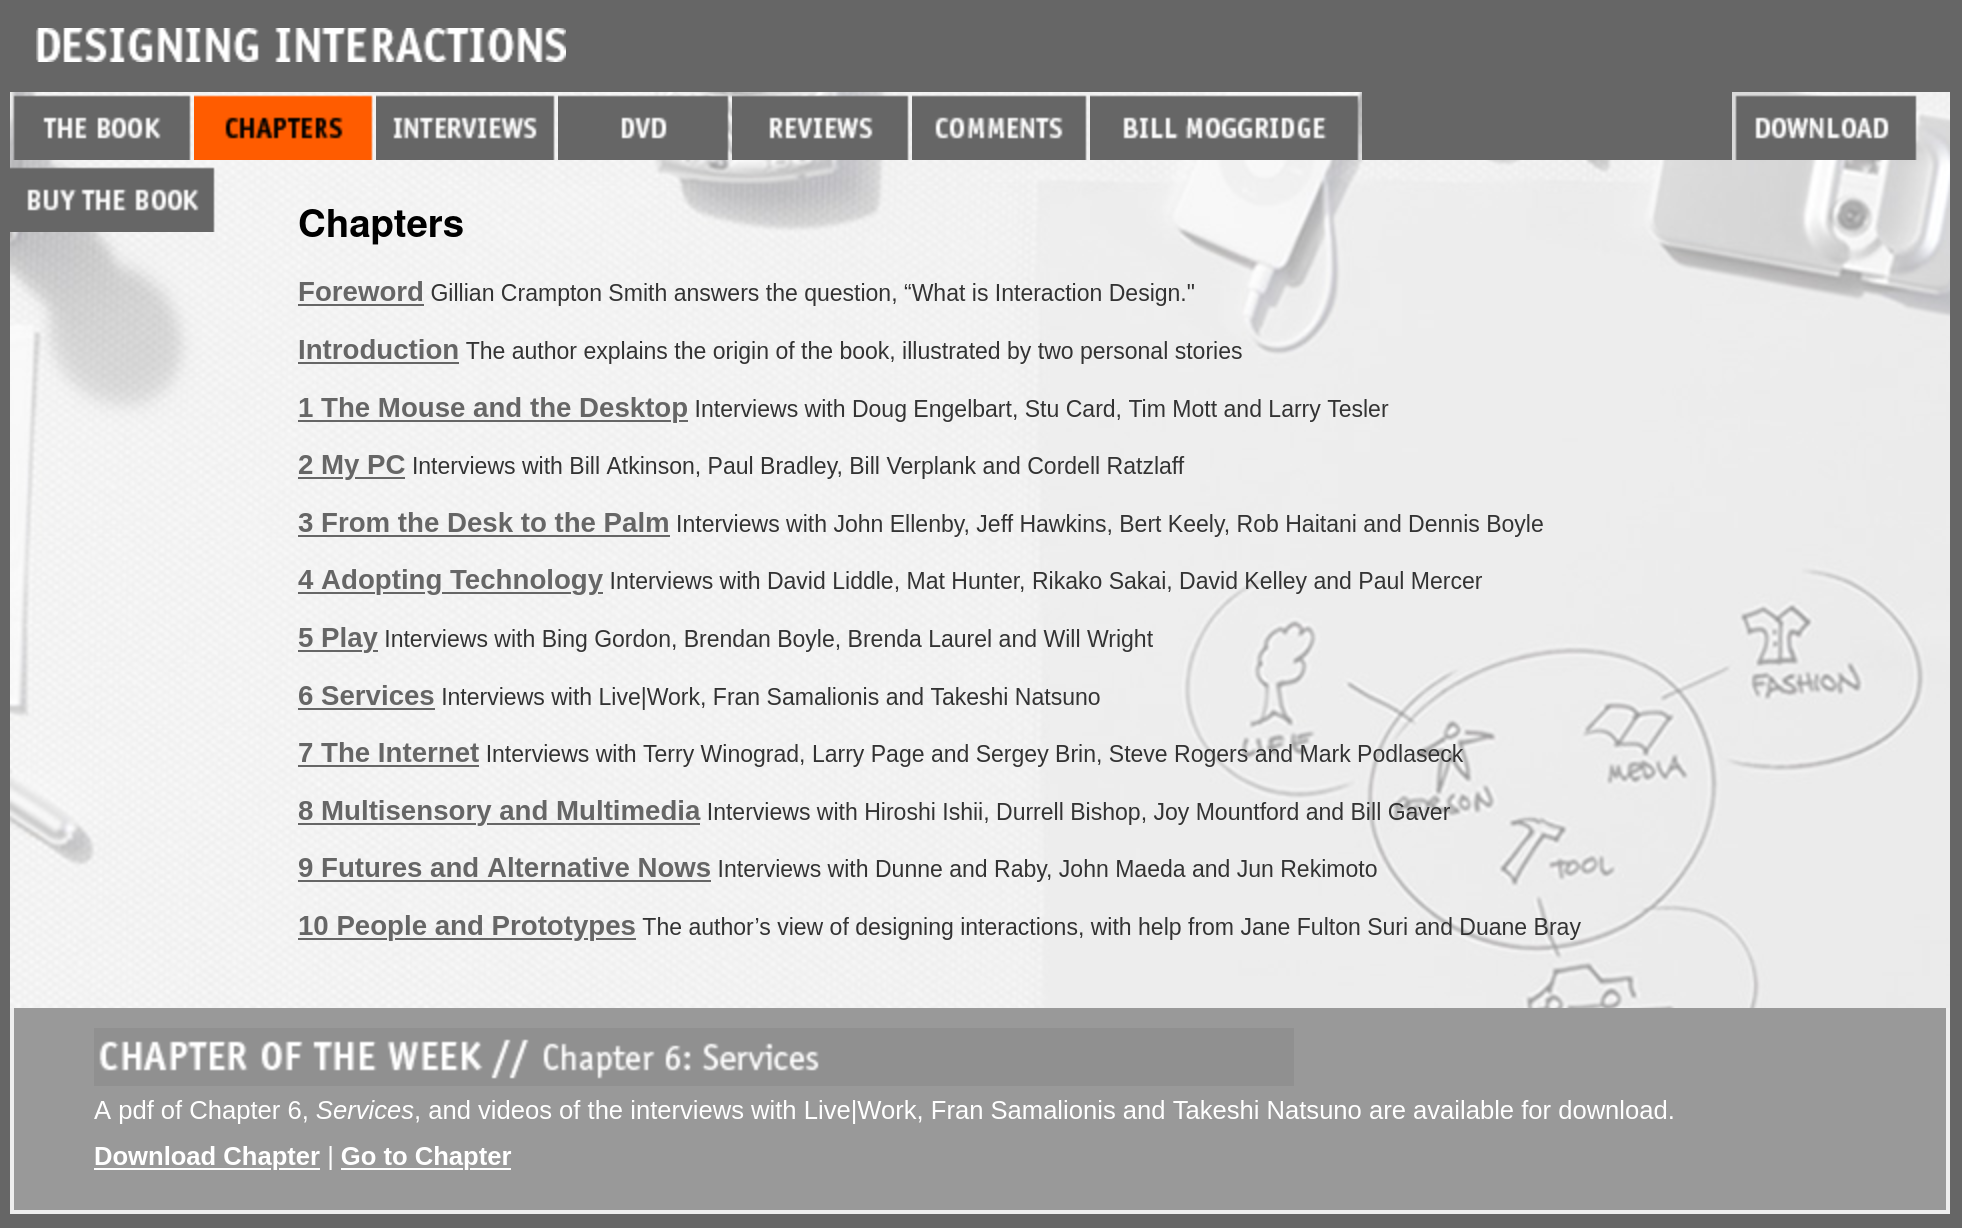 DESIGNING INTERACTIONS
THE BOOK
CHAPTERS
INTERVIEWS
DVD
REVIEWS
COMMENTS
BILL MOGGRIDGE
DOWNLOAD
BUY THE BOOK
Chapters
Foreword Gillian Crampton Smith answers the question, “What is Interaction Design."
Introduction The author explains the origin of the book, illustrated by two personal stories
1 The Mouse and the Desktop Interviews with Doug Engelbart, Stu Card, Tim Mott and Larry Tesler
2 My PC Interviews with Bill Atkinson, Paul Bradley, Bill Verplank and Cordell Ratzlaff
3 From the Desk to the Palm Interviews with John Ellenby, Jeff Hawkins, Bert Keely, Rob Haitani and Dennis Boyle
4 Adopting Technology Interviews with David Liddle, Mat Hunter, Rikako Sakai, David Kelley and Paul Mercer
5 Play Interviews with Bing Gordon, Brendan Boyle, Brenda Laurel and Will Wright
6 Services Interviews with Live|Work, Fran Samalionis and Takeshi Natsuno
7 The Internet Interviews with Terry Winograd, Larry Page and Sergey Brin, Steve Rogers and Mark Podlaseck
8 Multisensory and Multimedia Interviews with Hiroshi Ishii, Durrell Bishop, Joy Mountford and Bill Gaver
9 Futures and Alternative Nows Interviews with Dunne and Raby, John Maeda and Jun Rekimoto
10 People and Prototypes The author’s view of designing interactions, with help from Jane Fulton Suri and Duane Bray
FASHION
LIFE
MEDIA
PERSON
TOOL
CHAPTER OF THE WEEK // Chapter 6: Services
A pdf of Chapter 6, Services, and videos of the interviews with Live|Work, Fran Samalionis and Takeshi Natsuno are available for download.
Download Chapter | Go to Chapter